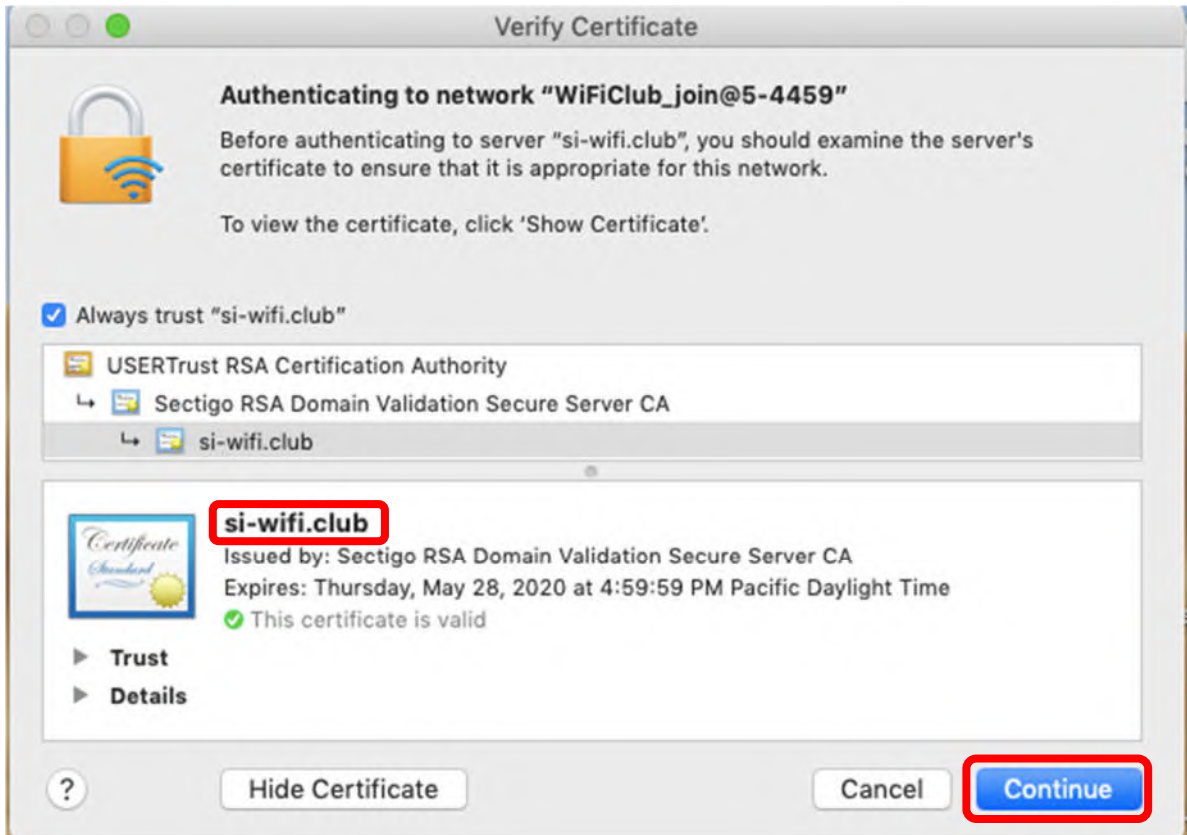 Verify Certificate
Authenticating to network “WiFiClub_join@5-4459”
Before authenticating to server “si-wifi.club”, you should examine the server's
certificate to ensure that it is appropriate for this network.
To view the certificate, click ‘Show Certificate’.
Always trust “si-wifi.club”
USERTrust RSA Certification Authority
Sectigo RSA Domain Validation Secure Server CA
si-wifi.club
Certificate
Standard
si-wifi.club
Issued by: Sectigo RSA Domain Validation Secure Server CA
Expires: Thursday, May 28, 2020 at 4:59:59 PM Pacific Daylight Time
This certificate is valid
Trust
Details
?
Hide Certificate
Cancel
Continue